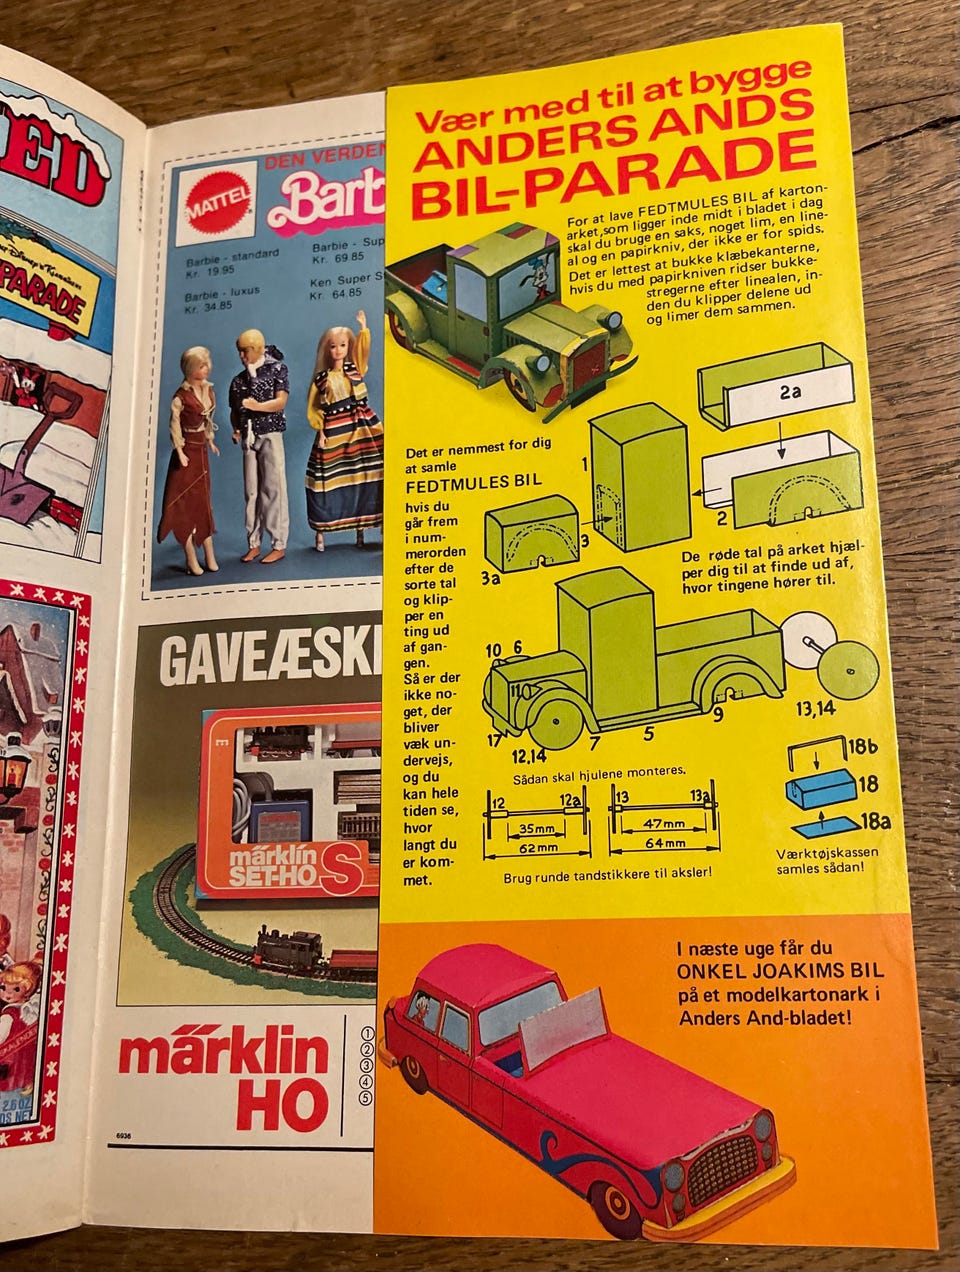 ED
PARADE
MATTEL
DEN VERDEN
Barb
Barbie - standard
Kr. 19.95
Barbie - Sup
Kr. 69.85
Barbie - luxus
Kr. 34.85
Ken Super S
Kr. 64.85
GAVEÆSKE
märklin
SET-HO S
märklin
HO
1
2
3
4
5
6936
Vær med til at bygge
ANDERS ANDS
BIL-PARADE
For at lave FEDTMULES BIL af karton-
arket, som ligger inde midt i bladet i dag
skal du bruge en saks, noget lim, en line-
al og en papirkniv, der ikke er for spids.
Det er lettest at bukke klæbekanterne,
hvis du med papirkniven ridser bukke-
stregerne efter linealen, in-
den du klipper delene ud
og limer dem sammen.
2a
Det er nemmest for dig
at samle
FEDTMULES BIL
hvis du
går frem
i num-
merorden
efter de
sorte tal
og klip-
per en
ting ud
af gan-
gen.
Så er der
ikke no-
get, der
bliver
væk un-
dervejs,
og du
kan hele
tiden se,
hvor
langt du
er kom-
met.
1
2
3
3a
De røde tal på arket hjæl-
per dig til at finde ud af,
hvor tingene hører til.
10 6
17
12,14
7
5
9
13,14
Sådan skal hjulene monteres.
12 12a
35mm
62mm
13 13a
47mm
64mm
Brug runde tandstikkere til aksler!
18b
18
18a
Værktøjskassen
samles sådan!
I næste uge får du
ONKEL JOAKIMS BIL
på et modelkartonark i
Anders And-bladet!